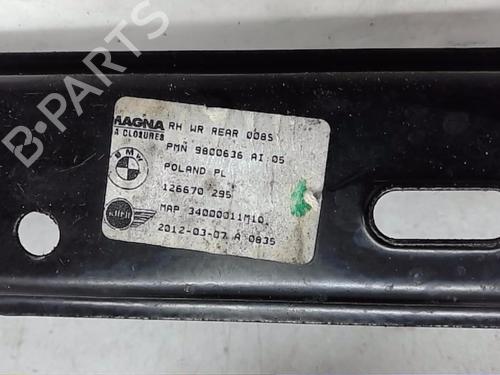 MAGNA RH WR REAR 008S
A CLOSURES
PMN 9800636 AI:05
BMW
POLAND PL
126670 295
MINI
MAP 34000011M10.
2012-03-07 A 0835
B-PARTS